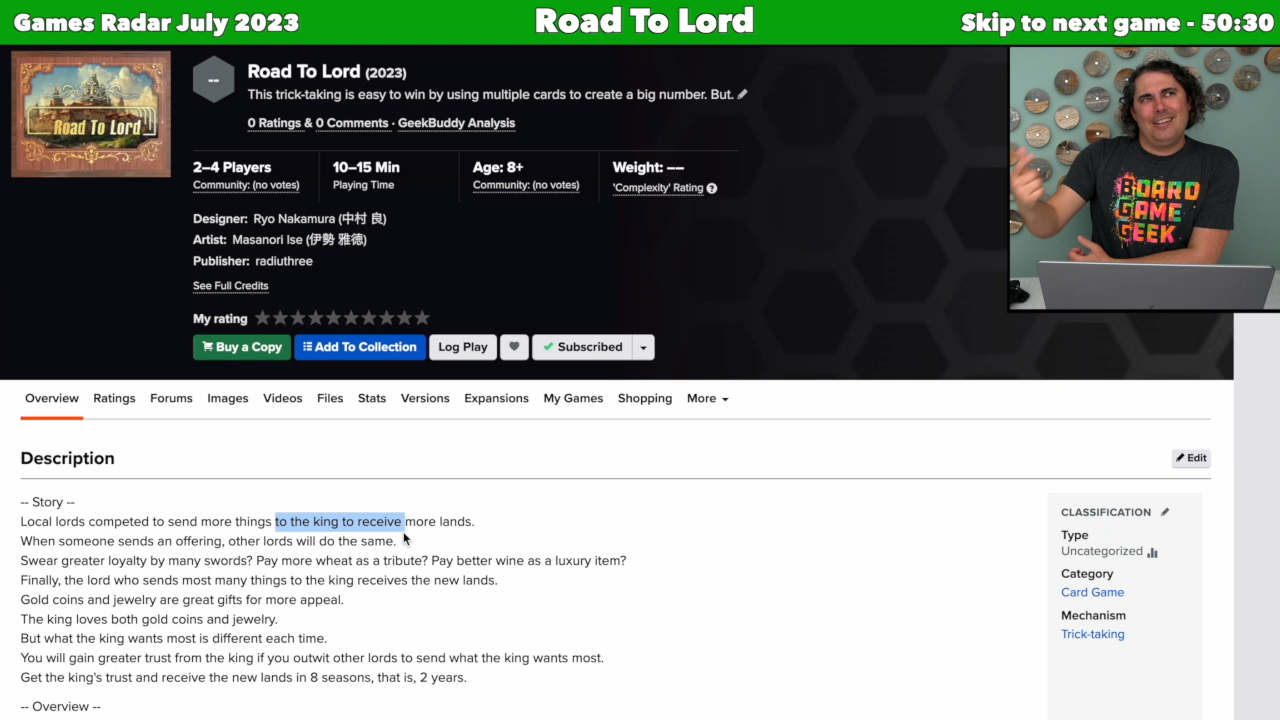 Games Radar July 2023
Road To Lord
Skip to next game - 50:30
Road To Lord
--
Road To Lord (2023)
This trick-taking is easy to win by using multiple cards to create a big number. But.
0 Ratings & 0 Comments · GeekBuddy Analysis
2–4 Players
Community: (no votes)
10–15 Min
Playing Time
Age: 8+
Community: (no votes)
Weight: --
'Complexity' Rating ?
Designer: Ryo Nakamura (中村 良)
Artist: Masanori Ise (伊勢 雅徳)
Publisher: radiuthree
See Full Credits
My rating
Buy a Copy
Add To Collection
Log Play
Subscribed
BOARD
GAME
GEEK
Overview
Ratings
Forums
Images
Videos
Files
Stats
Versions
Expansions
My Games
Shopping
More
Description
Edit
-- Story --
Local lords competed to send more things to the king to receive more lands.
When someone sends an offering, other lords will do the same.
Swear greater loyalty by many swords? Pay more wheat as a tribute? Pay better wine as a luxury item?
Finally, the lord who sends most many things to the king receives the new lands.
Gold coins and jewelry are great gifts for more appeal.
The king loves both gold coins and jewelry.
But what the king wants most is different each time.
You will gain greater trust from the king if you outwit other lords to send what the king wants most.
Get the king's trust and receive the new lands in 8 seasons, that is, 2 years.
-- Overview --
CLASSIFICATION
Type
Uncategorized
Category
Card Game
Mechanism
Trick-taking